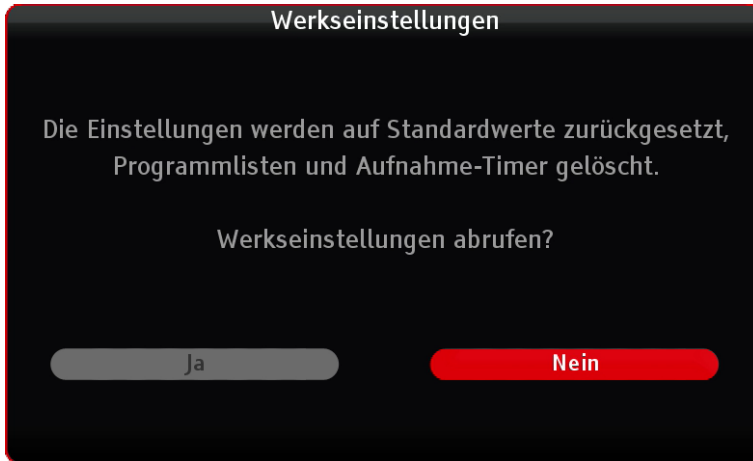 Werkseinstellungen
Die Einstellungen werden auf Standardwerte zurückgesetzt,
Programmlisten und Aufnahme-Timer gelöscht.
Werkseinstellungen abrufen?
Ja
Nein